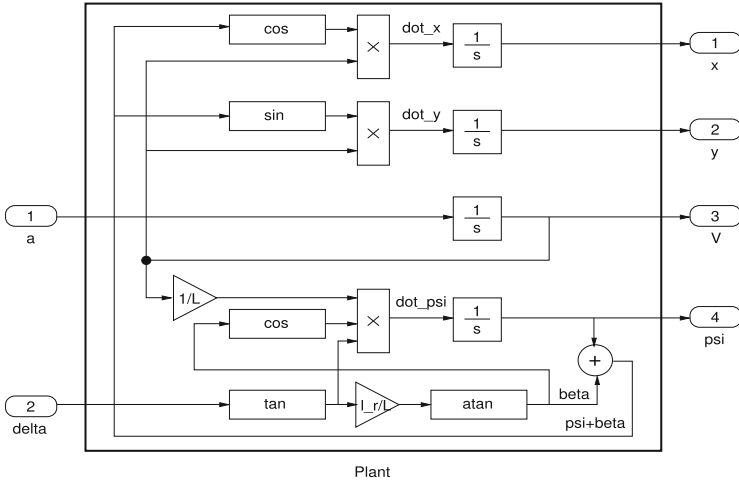 cos
×
dot_x
1
s
1
x
sin
×
dot_y
1
s
2
y
1
a
1
s
3
V
1/L
cos
×
dot_psi
1
s
4
psi
+
2
delta
tan
l_r/L
atan
beta
psi+beta
Plant